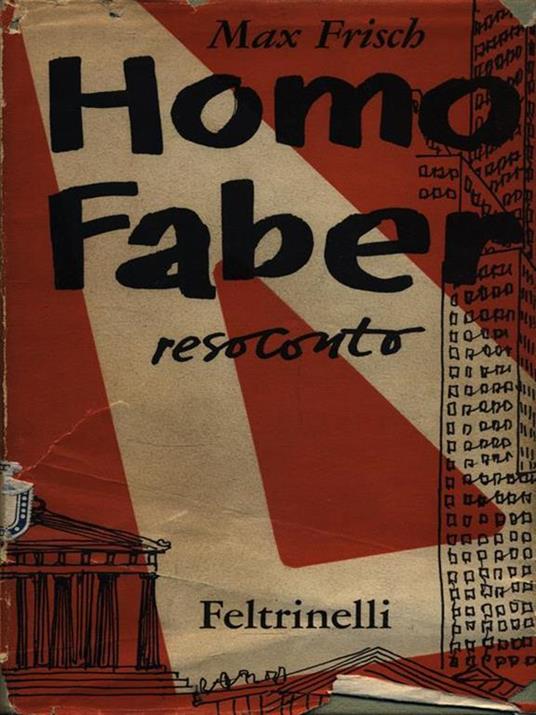 Max Frisch
Homo
Faber
resoconto
Feltrinelli